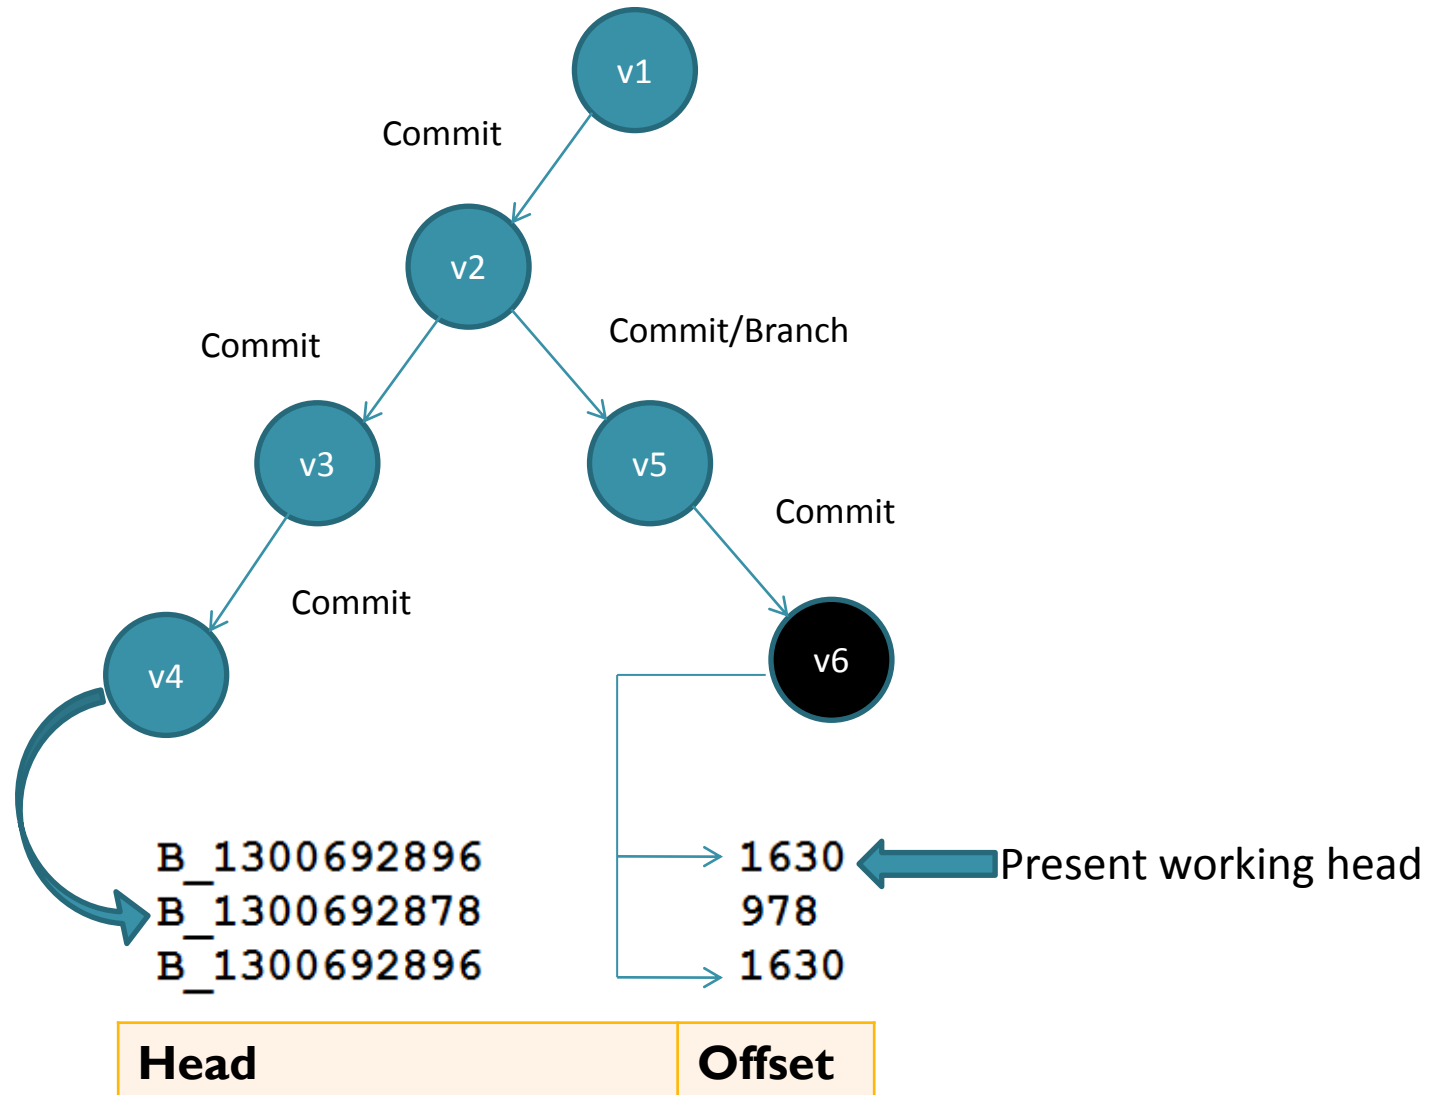 v1
Commit
v2
Commit
Commit/Branch
v3
v5
Commit
Commit
v4
v6
B_1300692896 1630 Present working head
B_1300692878 978
B_1300692896 1630
Head Offset